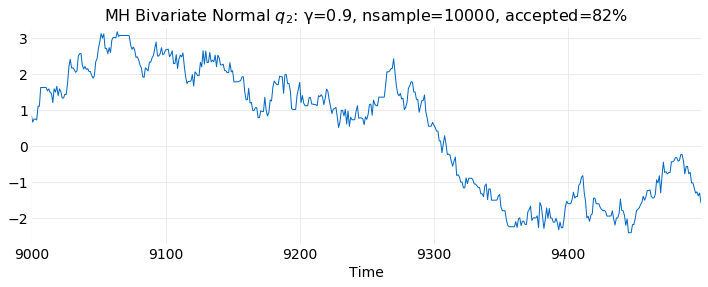 MH Bivariate Normal q₂: γ=0.9, nsample=10000, accepted=82%
3
2
1
0
−1
−2
9000 9100 9200 9300 9400
Time